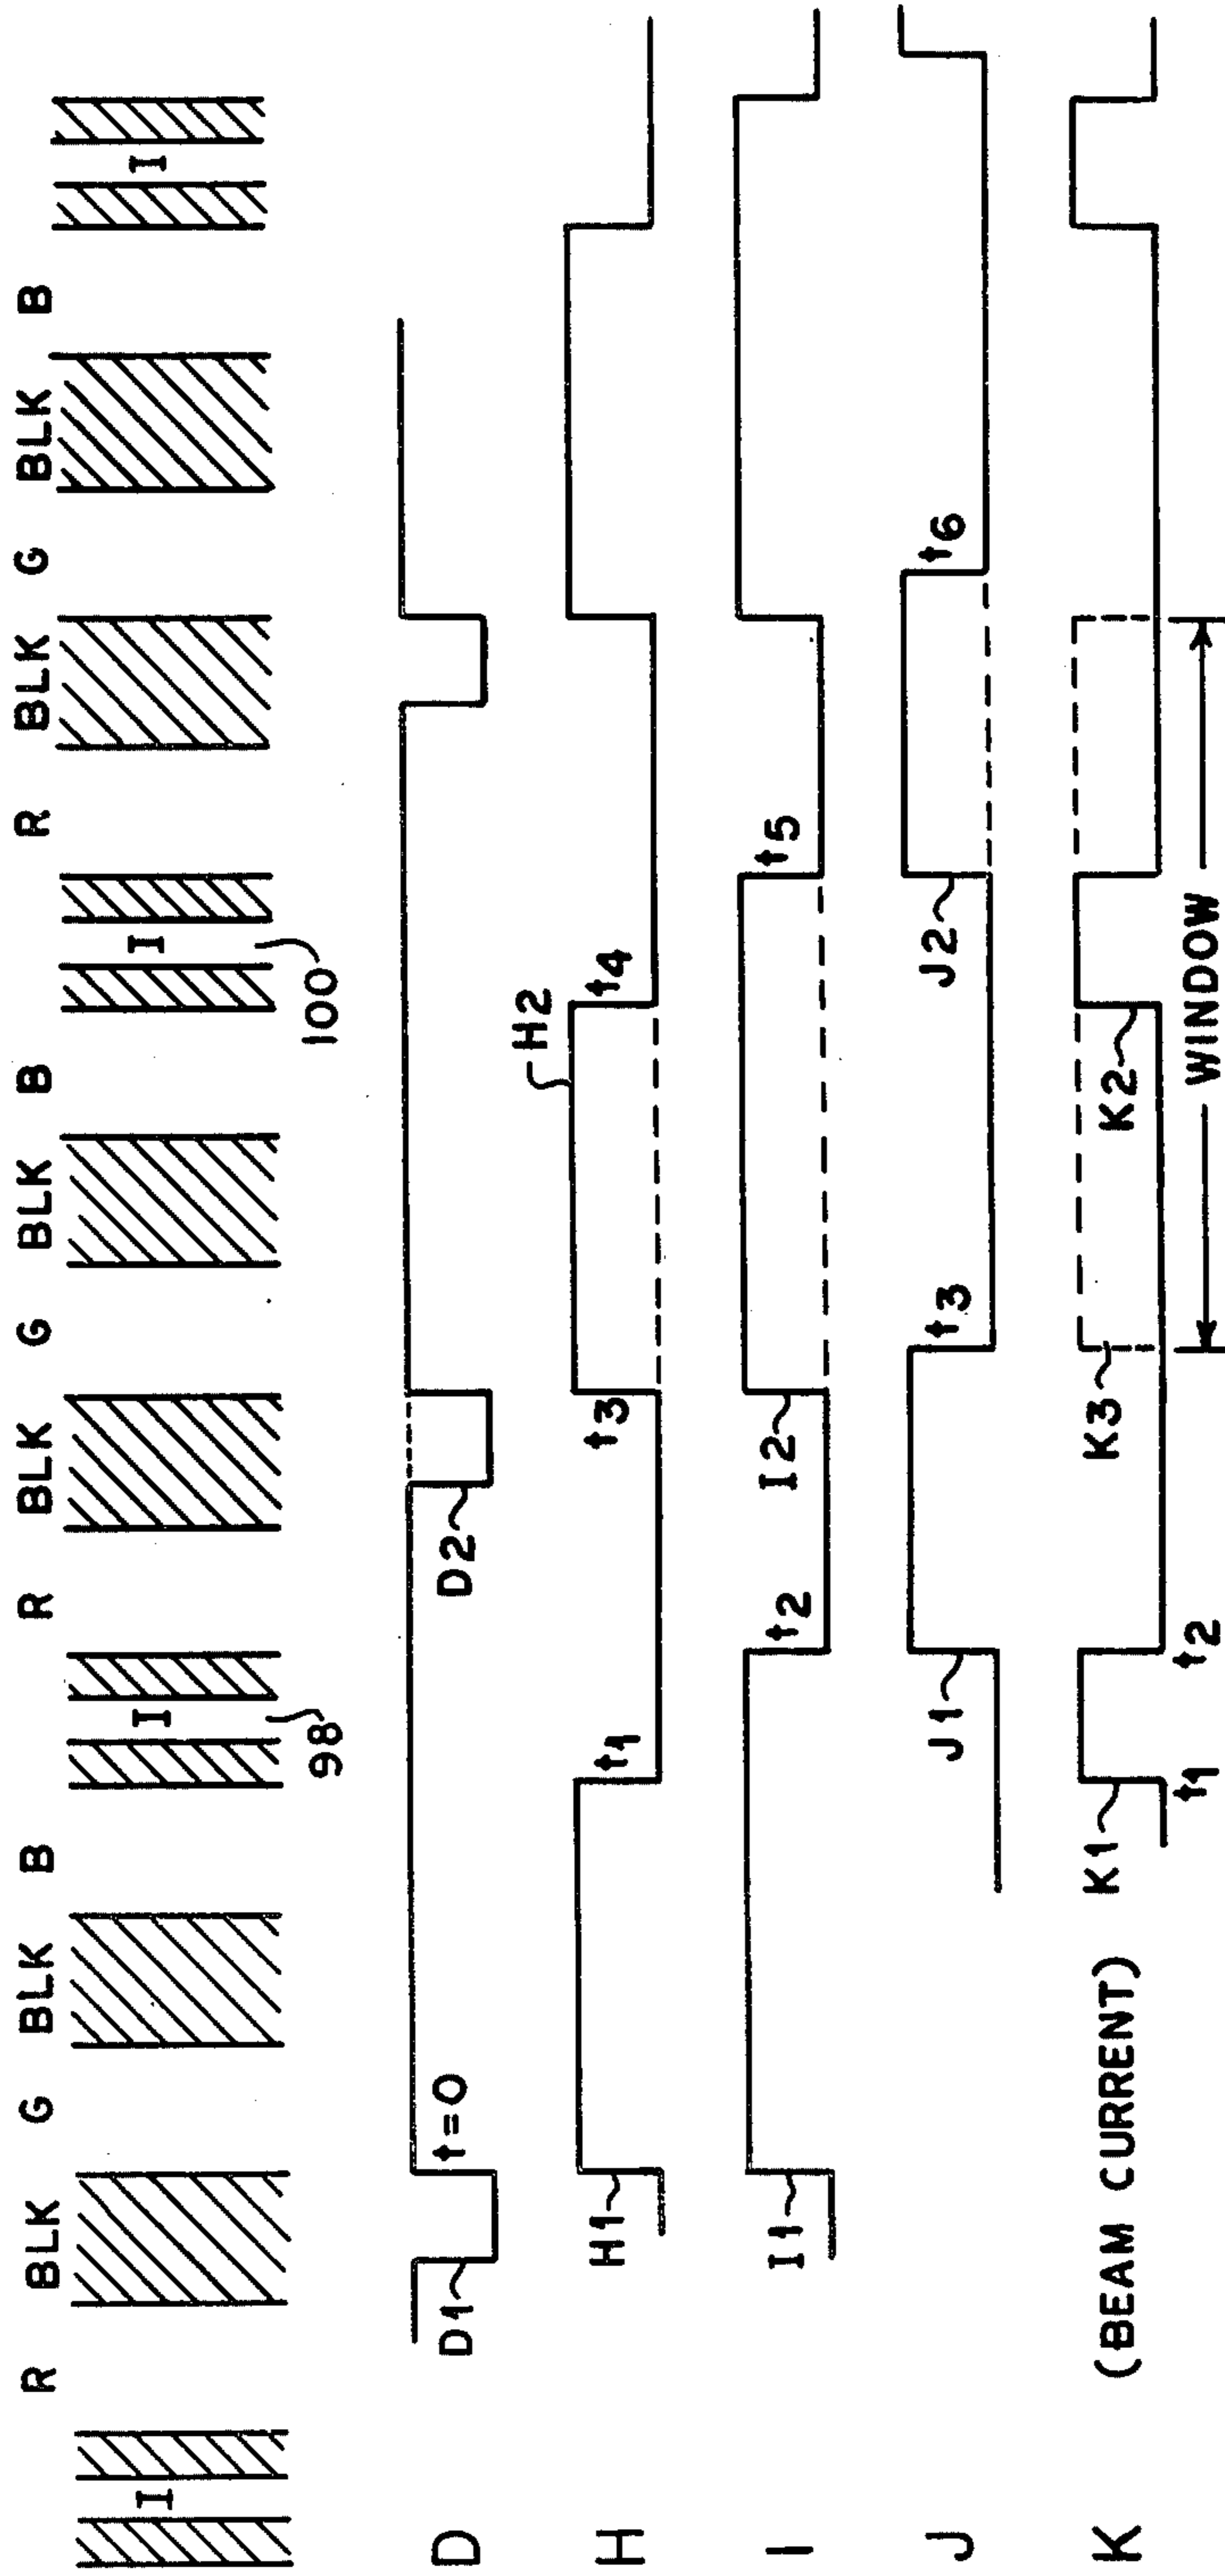 R BLK G BLK B R BLK G BLK B R BLK G BLK B
I I I I
98 100
D D1 t=0 D2
H H1 t1 t3 H2 t4
I I1 t2 I2 t5
J J1 t3 J2 t6
K (BEAM CURRENT) K1 K3 K2
t1 t2 WINDOW